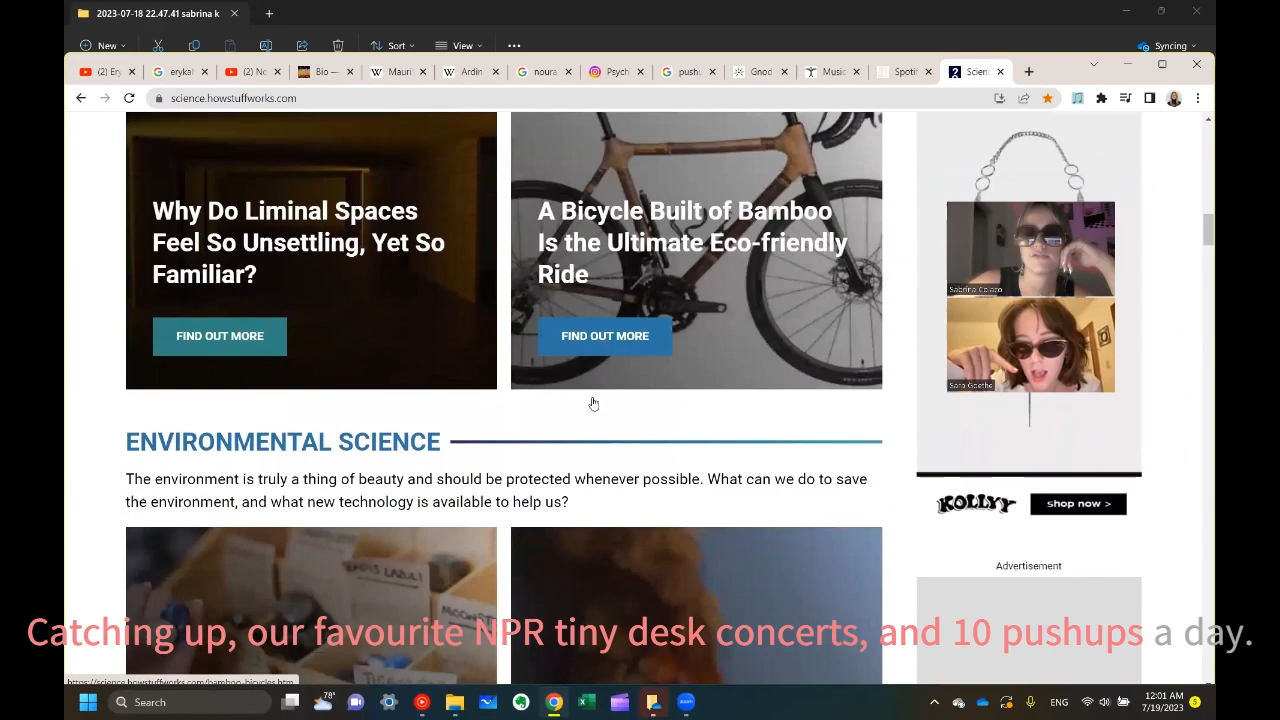 2023-07-18 22.47.41 sabrina k
New
Sort
View
Syncing
(2) Ery
eryka
(2) No
Bio —
Mauri
Ardin
noura
Psych
pushu
Gnod
Music
Spotif
Scien
science.howstuffworks.com
Why Do Liminal Spaces
Feel So Unsettling, Yet So
Familiar?
FIND OUT MORE
A Bicycle Built of Bamboo
Is the Ultimate Eco-friendly
Ride
FIND OUT MORE
Sabrina Colaco
Sara Goethe
KOLLYY
shop now >
Advertisement
ENVIRONMENTAL SCIENCE
The environment is truly a thing of beauty and should be protected whenever possible. What can we do to save
the environment, and what new technology is available to help us?
Catching up, our favourite NPR tiny desk concerts, and 10 pushups a day.
https://science.howstuffworks.com/bamboo-bicycles.htm
Search
78°
ENG
12:01 AM
7/19/2023
5